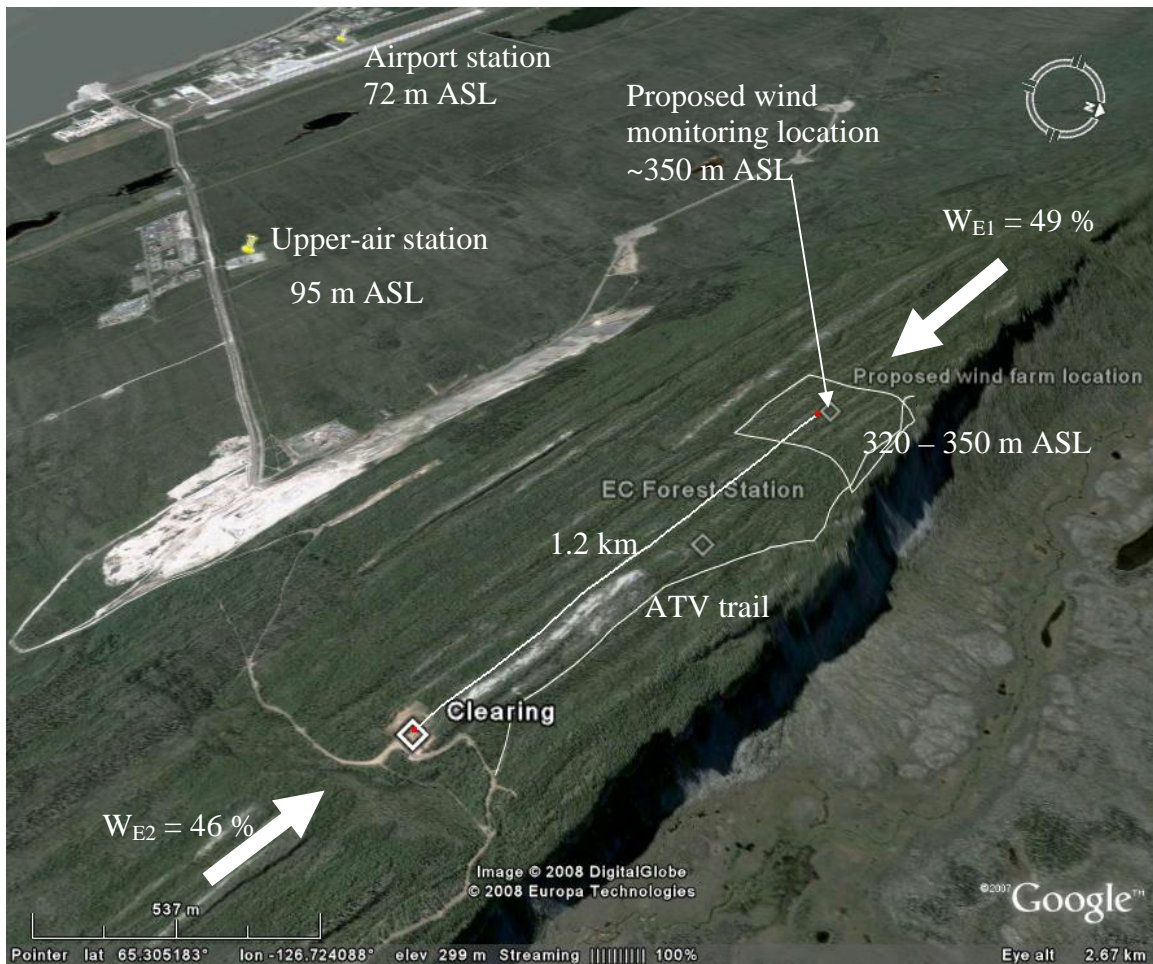 Airport station
72 m ASL
Proposed wind
monitoring location
~350 m ASL
N
W_E1 = 49 %
Upper-air station
95 m ASL
Proposed wind farm location
320 – 350 m ASL
EC Forest Station
1.2 km
ATV trail
Clearing
W_E2 = 46 %
Image © 2008 DigitalGlobe
© 2008 Europa Technologies
©2007 Google™
537 m
Pointer lat 65.305183° lon -126.724088° elev 299 m Streaming |||||||||| 100% Eye alt 2.67 km